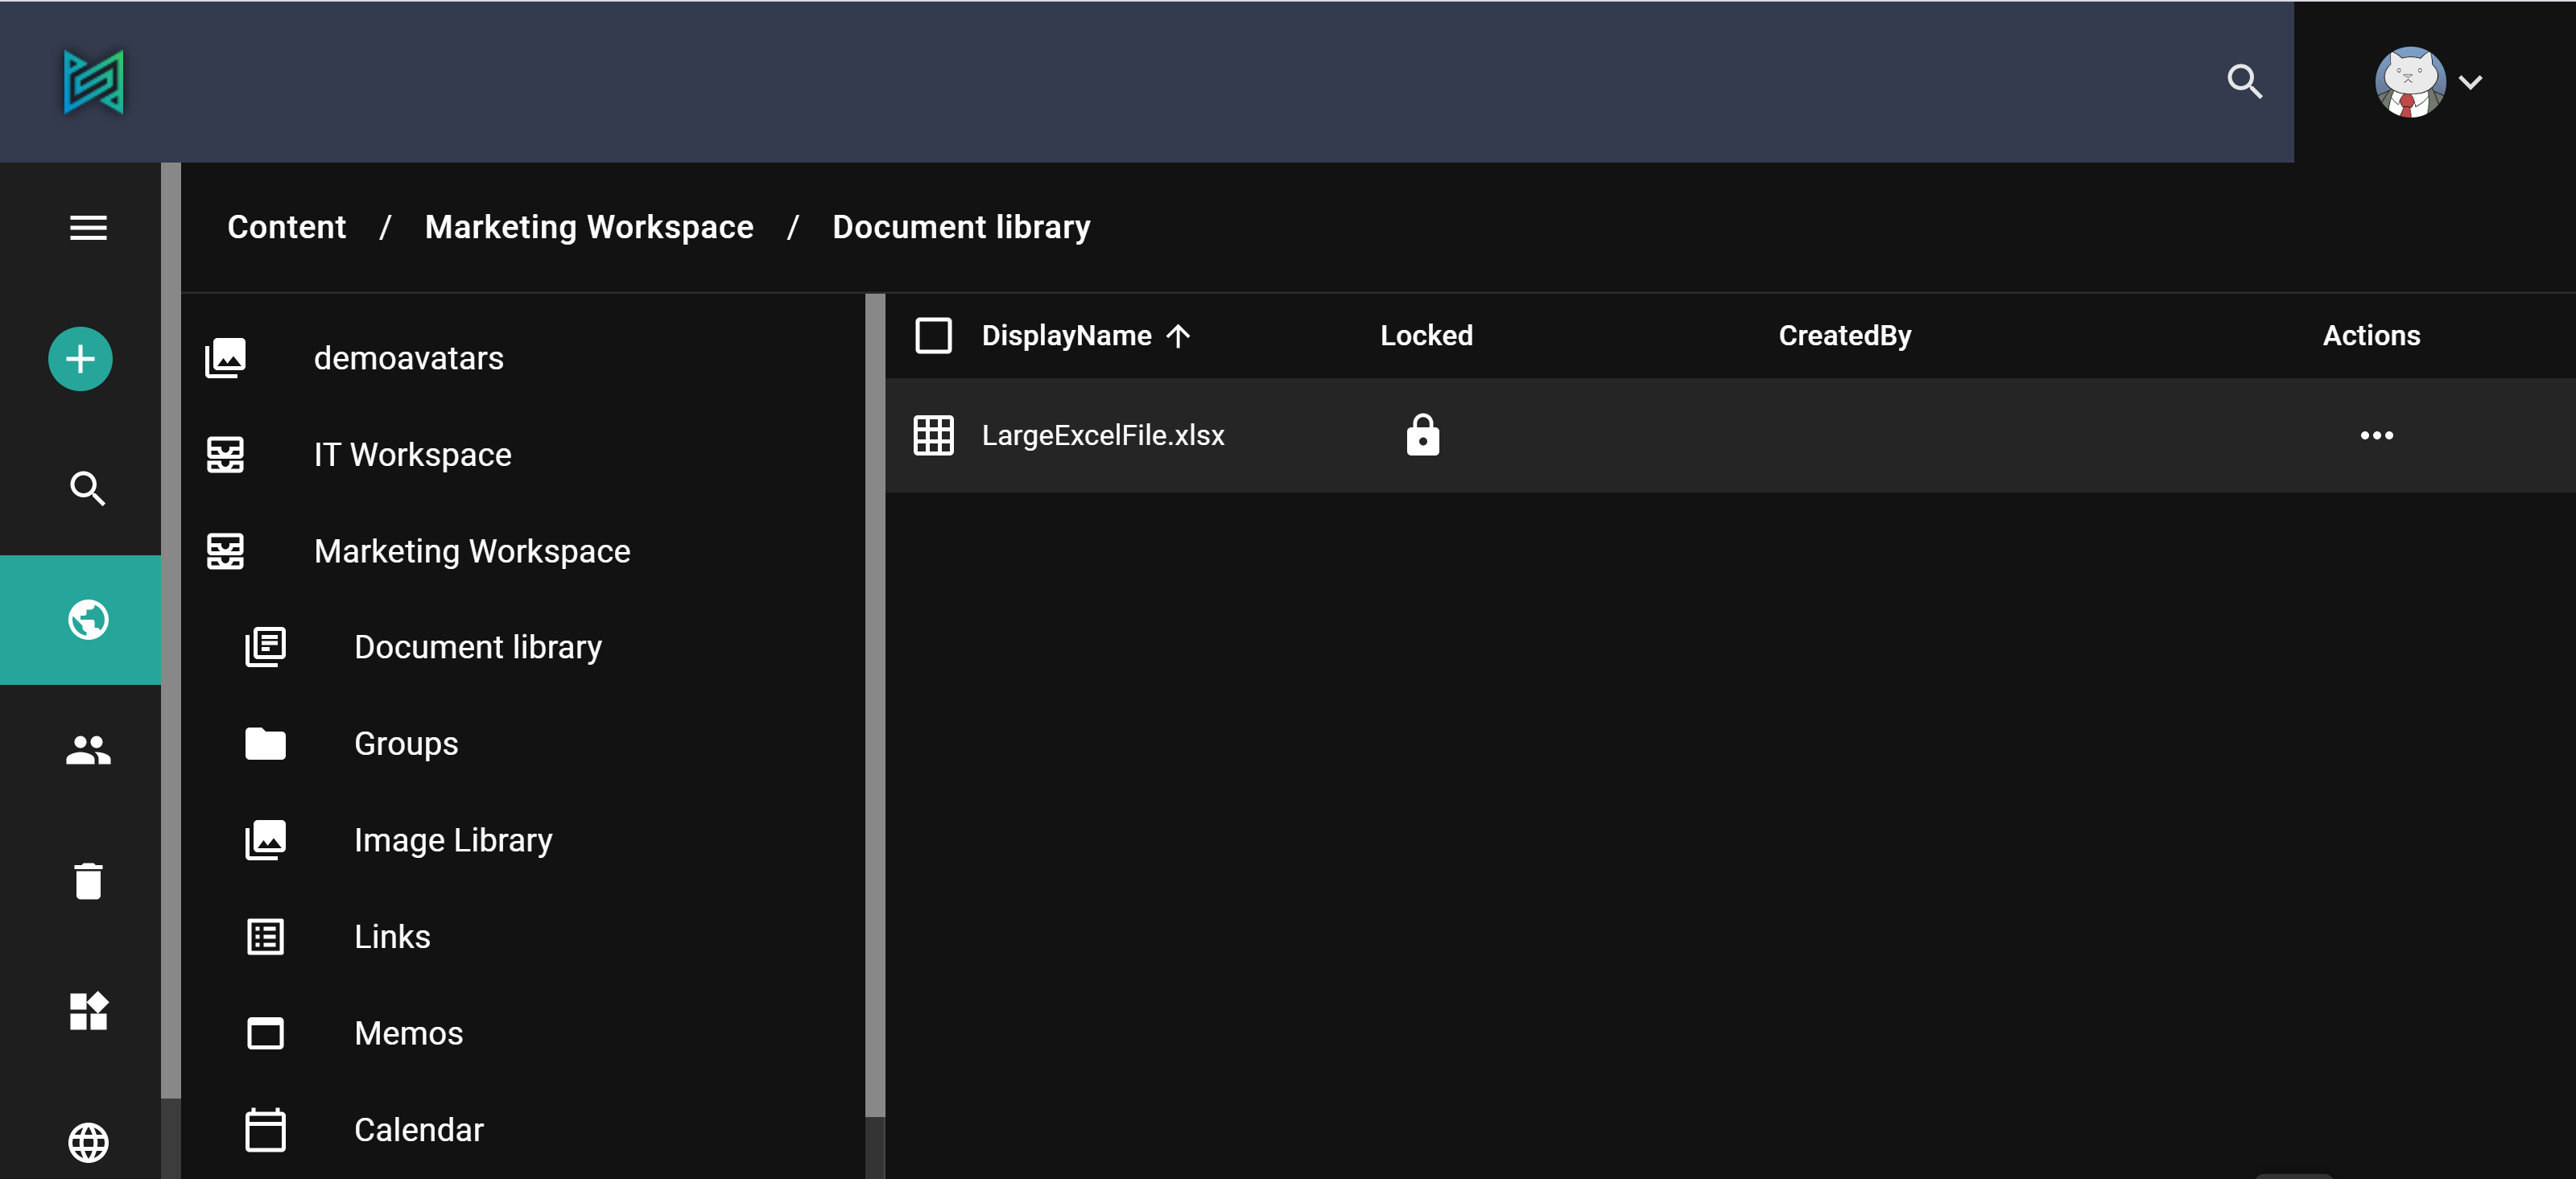 Content / Marketing Workspace / Document library
demoavatars
IT Workspace
Marketing Workspace
Document library
Groups
Image Library
Links
Memos
Calendar
DisplayName Locked CreatedBy Actions
LargeExcelFile.xlsx